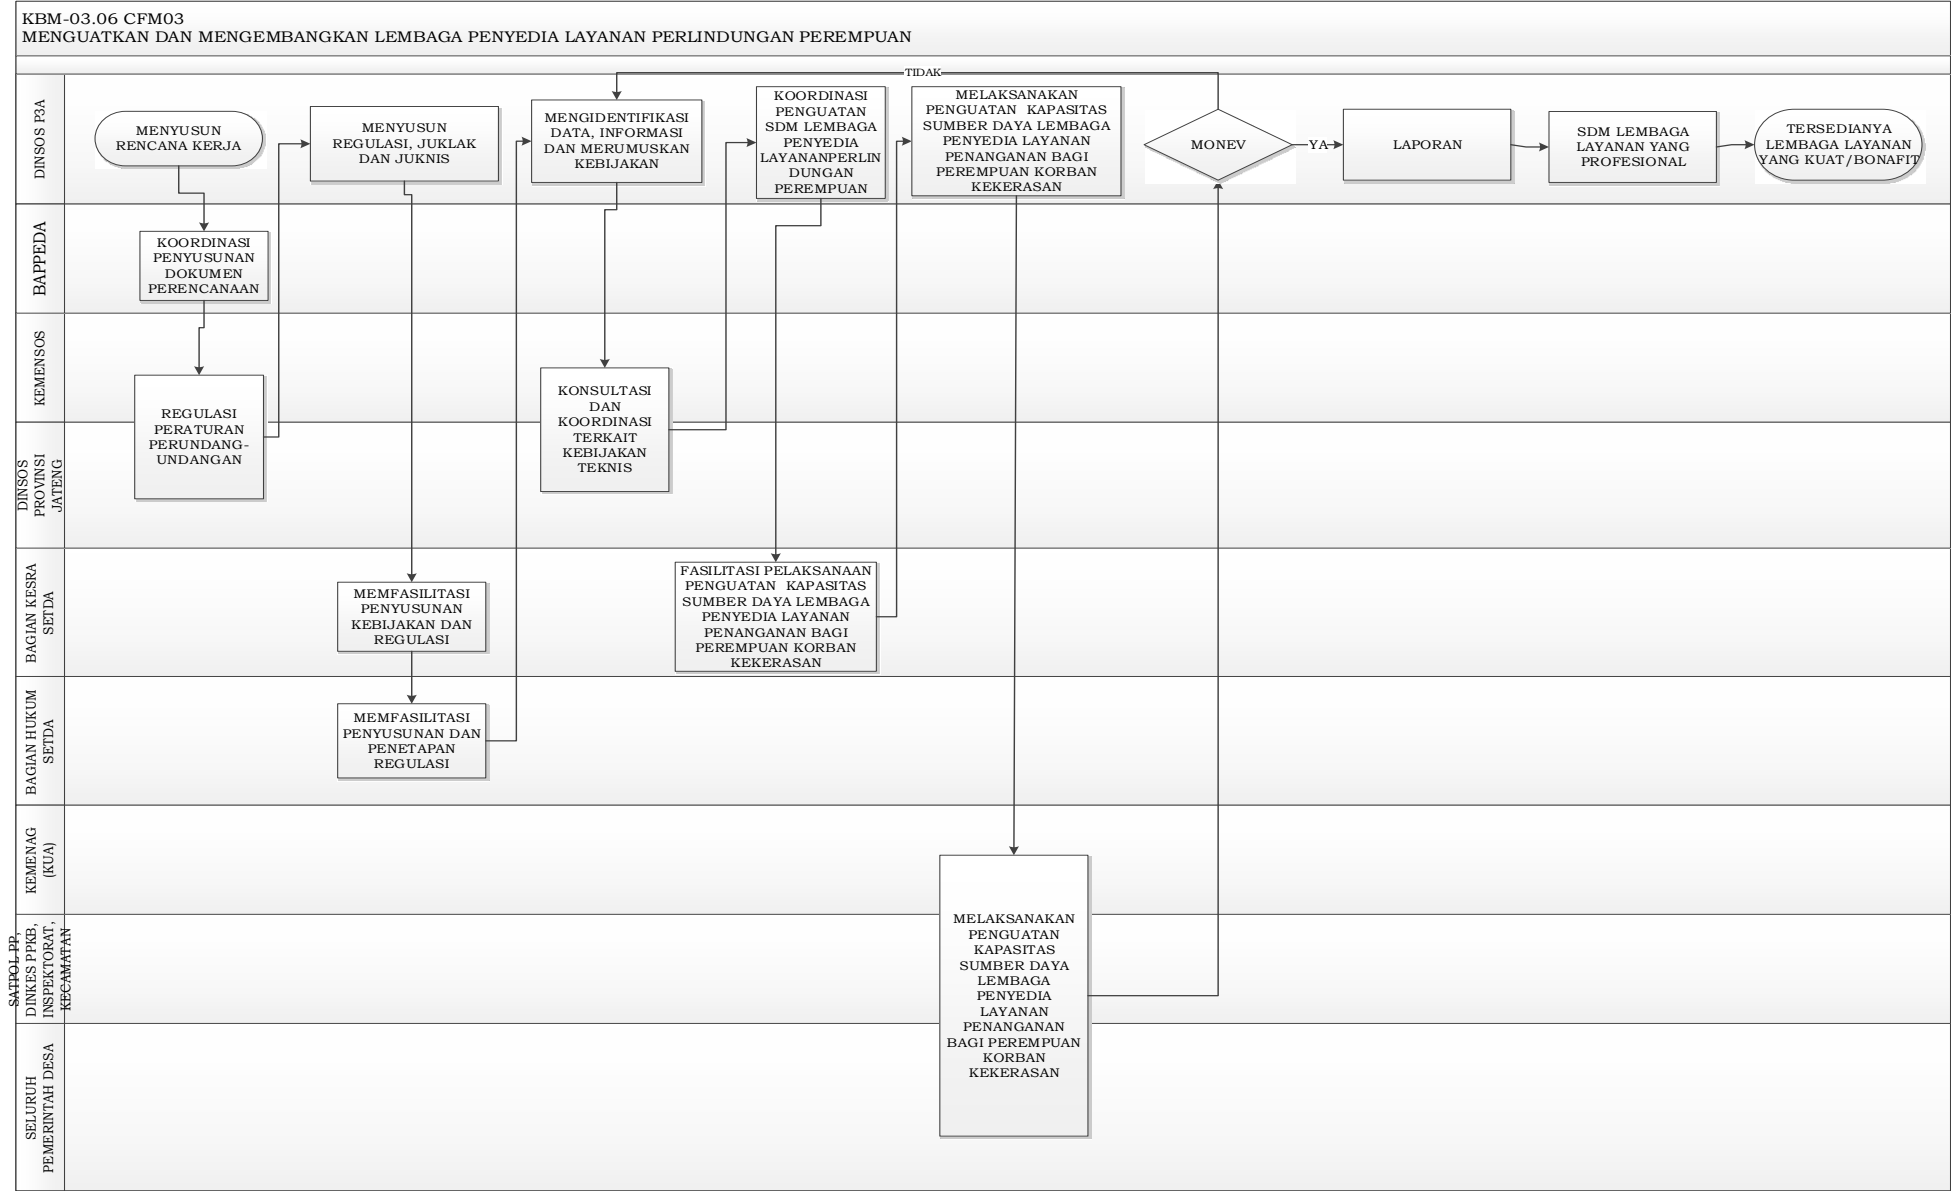 KBM-03.06 CFM03
MENGUATKAN DAN MENGEMBANGKAN LEMBAGA PENYEDIA LAYANAN PERLINDUNGAN PEREMPUAN
TIDAK
DINSOS P3A
MENYUSUN
RENCANA KERJA
MENYUSUN
REGULASI, JUKLAK
DAN JUKNIS
MENGIDENTIFIKASI
DATA, INFORMASI
DAN MERUMUSKAN
KEBIJAKAN
KOORDINASI
PENGUATAN
SDM LEMBAGA
PENYEDIA
LAYANANPERLIN
DUNGAN
PEREMPUAN
MELAKSANAKAN
PENGUATAN KAPASITAS
SUMBER DAYA LEMBAGA
PENYEDIA LAYANAN
PENANGANAN BAGI
PEREMPUAN KORBAN
KEKERASAN
MONEV
YA
LAPORAN
SDM LEMBAGA
LAYANAN YANG
PROFESIONAL
TERSEDIANYA
LEMBAGA LAYANAN
YANG KUAT/BONAFIT
BAPPEDA
KOORDINASI
PENYUSUNAN
DOKUMEN
PERENCANAAN
KEMENSOS
REGULASI
PERATURAN
PERUNDANG-
UNDANGAN
KONSULTASI
DAN
KOORDINASI
TERKAIT
KEBIJAKAN
TEKNIS
DINSOS
PROVINSI
JATENG
BAGIAN KESRA
SETDA
MEMFASILITASI
PENYUSUNAN
KEBIJAKAN DAN
REGULASI
FASILITASI PELAKSANAAN
PENGUATAN KAPASITAS
SUMBER DAYA LEMBAGA
PENYEDIA LAYANAN
PENANGANAN BAGI
PEREMPUAN KORBAN
KEKERASAN
BAGIAN HUKUM
SETDA
MEMFASILITASI
PENYUSUNAN DAN
PENETAPAN
REGULASI
KEMENAG
(KUA)
MELAKSANAKAN
PENGUATAN
KAPASITAS
SUMBER DAYA
LEMBAGA
PENYEDIA
LAYANAN
PENANGANAN
BAGI PEREMPUAN
KORBAN
KEKERASAN
SATPOL PP,
DINKES PPKB,
INSPEKTORAT,
KECAMATAN
SELURUH
PEMERINTAH DESA